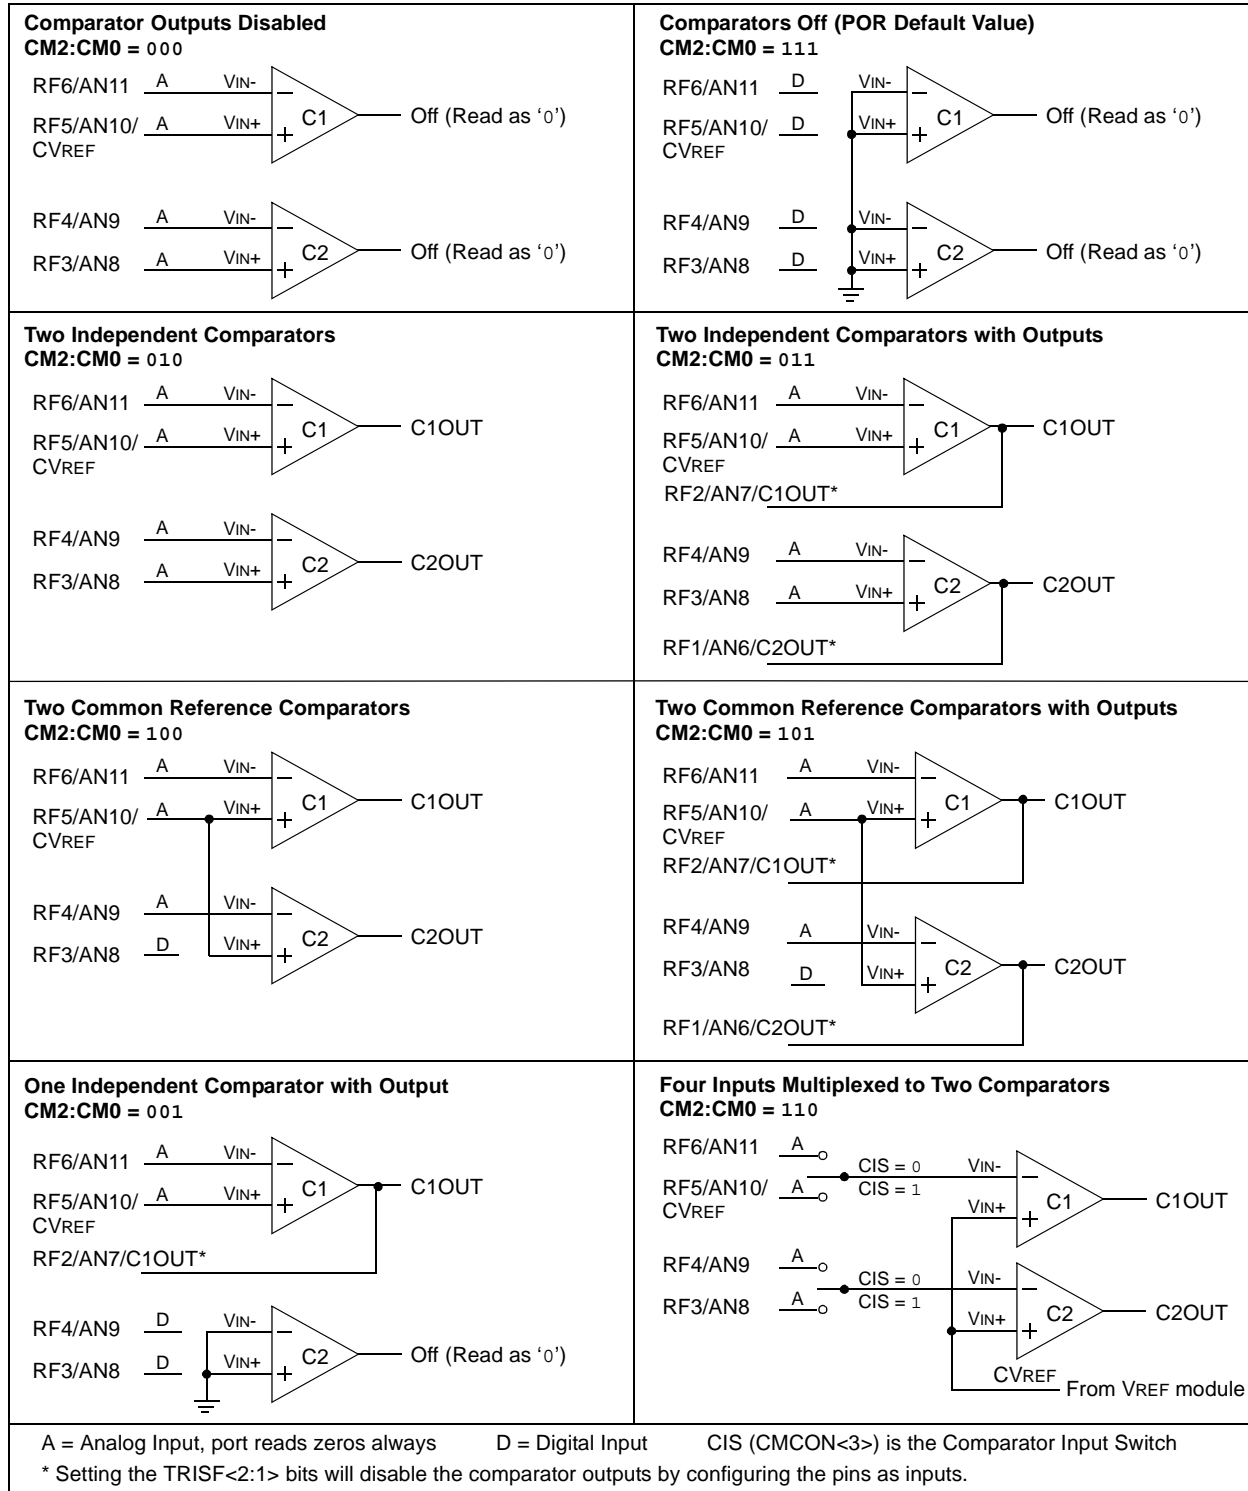 Comparator Outputs Disabled
CM2:CM0 = 000
RF6/AN11 A VIN-
RF5/AN10/ A VIN+
CVREF
C1
Off (Read as ‘0’)
RF4/AN9 A VIN-
RF3/AN8 A VIN+
C2
Off (Read as ‘0’)
Comparators Off (POR Default Value)
CM2:CM0 = 111
RF6/AN11 D VIN-
RF5/AN10/ D VIN+
CVREF
C1
Off (Read as ‘0’)
RF4/AN9 D VIN-
RF3/AN8 D VIN+
C2
Off (Read as ‘0’)
Two Independent Comparators
CM2:CM0 = 010
RF6/AN11 A VIN-
RF5/AN10/ A VIN+
CVREF
C1
C1OUT
RF4/AN9 A VIN-
RF3/AN8 A VIN+
C2
C2OUT
Two Independent Comparators with Outputs
CM2:CM0 = 011
RF6/AN11 A VIN-
RF5/AN10/ A VIN+
CVREF
C1
C1OUT
RF2/AN7/C1OUT*
RF4/AN9 A VIN-
RF3/AN8 A VIN+
C2
C2OUT
RF1/AN6/C2OUT*
Two Common Reference Comparators
CM2:CM0 = 100
RF6/AN11 A VIN-
RF5/AN10/ A VIN+
CVREF
C1
C1OUT
RF4/AN9 A VIN-
RF3/AN8 D VIN+
C2
C2OUT
Two Common Reference Comparators with Outputs
CM2:CM0 = 101
RF6/AN11 A VIN-
RF5/AN10/ A VIN+
CVREF
C1
C1OUT
RF2/AN7/C1OUT*
RF4/AN9 A VIN-
RF3/AN8 D VIN+
C2
C2OUT
RF1/AN6/C2OUT*
One Independent Comparator with Output
CM2:CM0 = 001
RF6/AN11 A VIN-
RF5/AN10/ A VIN+
CVREF
C1
C1OUT
RF2/AN7/C1OUT*
RF4/AN9 D VIN-
RF3/AN8 D VIN+
C2
Off (Read as ‘0’)
Four Inputs Multiplexed to Two Comparators
CM2:CM0 = 110
RF6/AN11 A
CIS = 0 VIN-
RF5/AN10/ A CIS = 1
CVREF
VIN+
C1
C1OUT
RF4/AN9 A
CIS = 0 VIN-
RF3/AN8 A CIS = 1
VIN+
C2
C2OUT
CVREF
From VREF module
A = Analog Input, port reads zeros always D = Digital Input CIS (CMCON<3>) is the Comparator Input Switch
* Setting the TRISF<2:1> bits will disable the comparator outputs by configuring the pins as inputs.